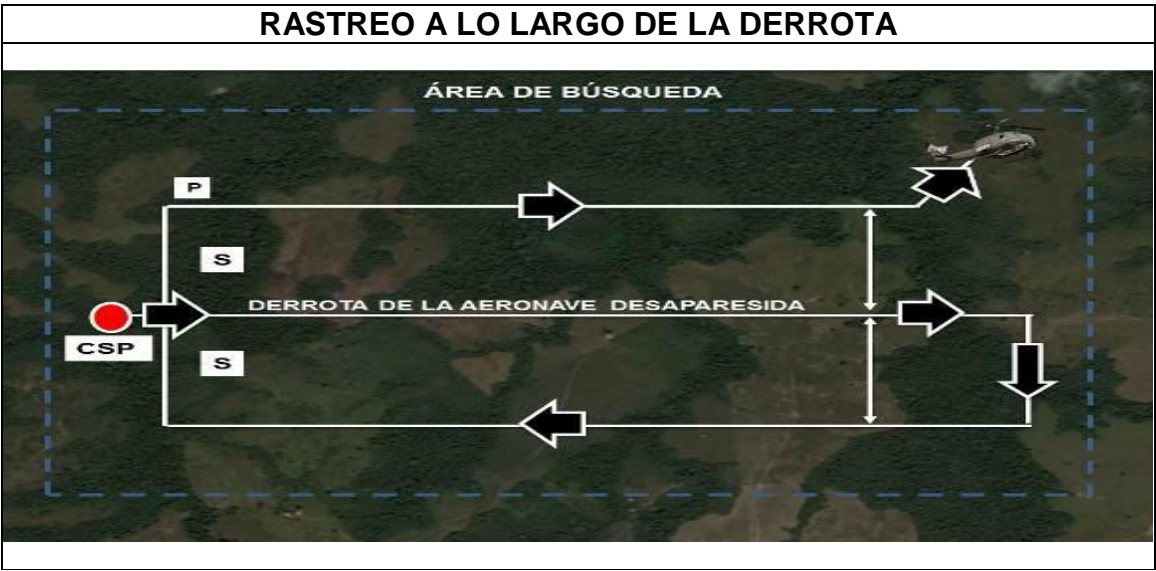 RASTREO A LO LARGO DE LA DERROTA
ÁREA DE BÚSQUEDA
P
S
DERROTA DE LA AERONAVE DESAPARESIDA
CSP
S